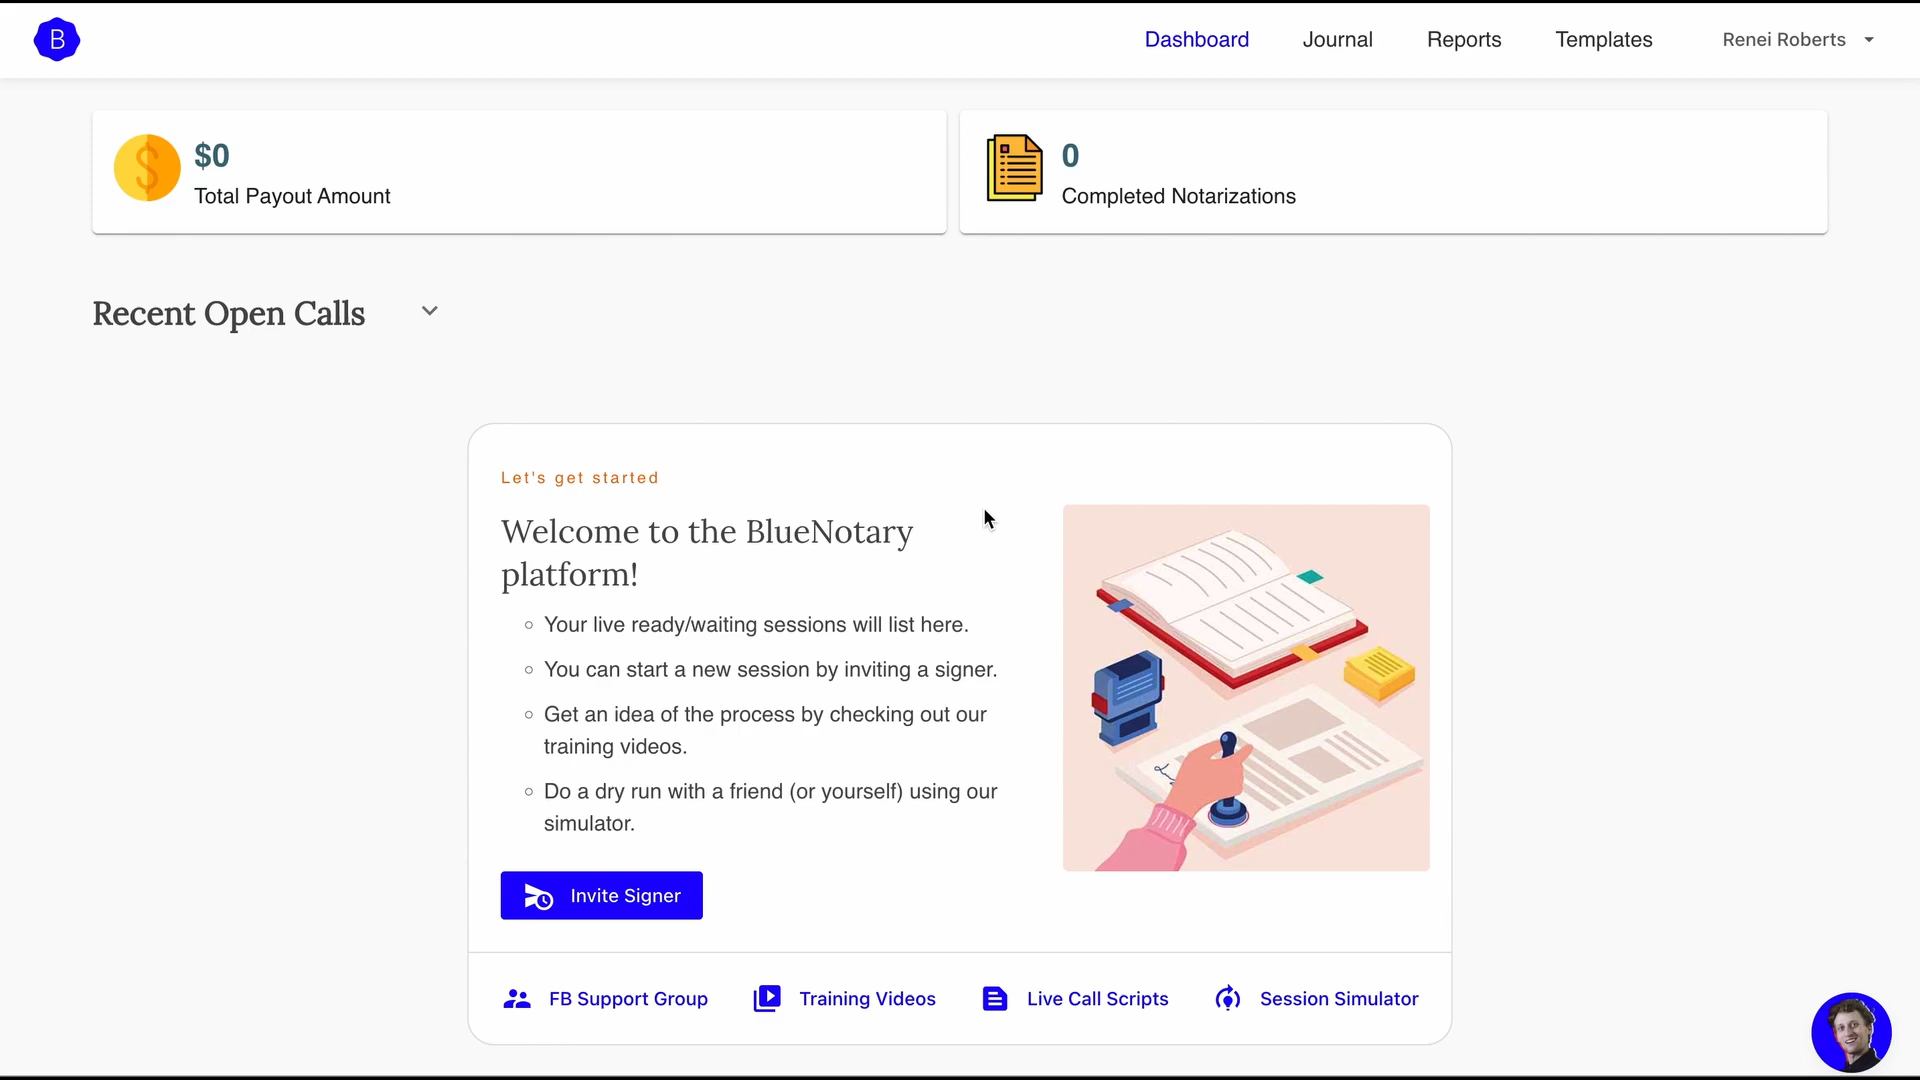 B
Dashboard
Journal
Reports
Templates
Renei Roberts
$0
Total Payout Amount
0
Completed Notarizations
Recent Open Calls
Let's get started
Welcome to the BlueNotary
platform!
Your live ready/waiting sessions will list here.
You can start a new session by inviting a signer.
Get an idea of the process by checking out our
training videos.
Do a dry run with a friend (or yourself) using our
simulator.
Invite Signer
FB Support Group
Training Videos
Live Call Scripts
Session Simulator